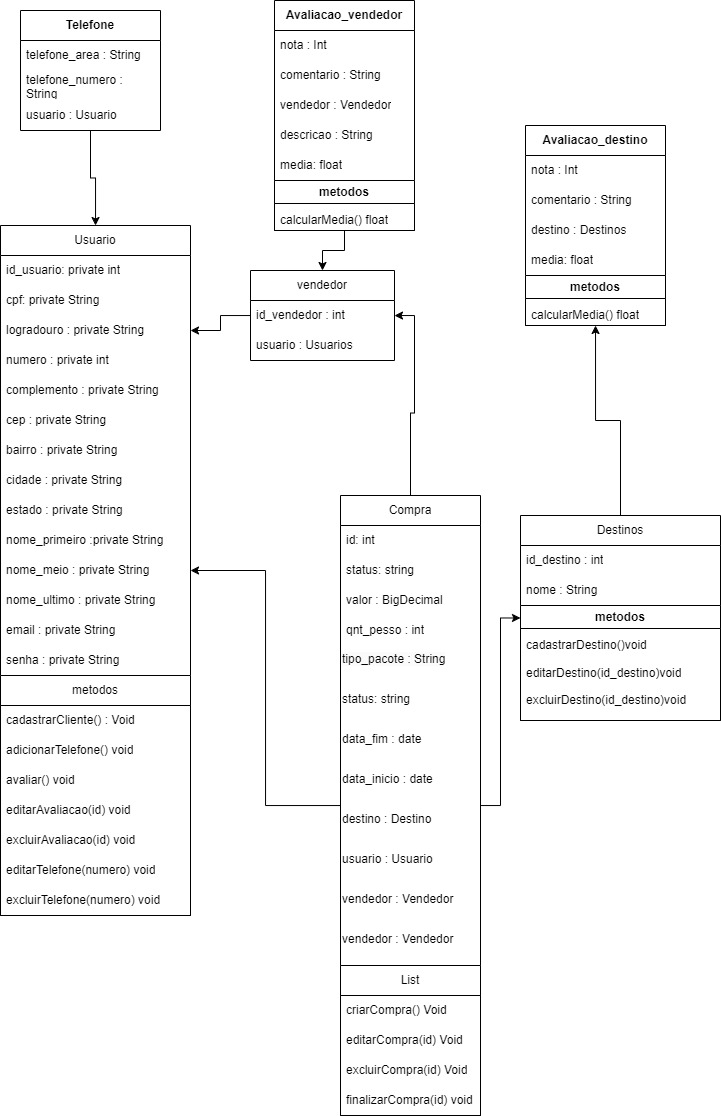 Telefone
telefone_area : String
telefone_numero :
String
usuario : Usuario
Avaliacao_vendedor
nota : Int
comentario : String
vendedor : Vendedor
descricao : String
media: float
metodos
calcularMedia() float
Avaliacao_destino
nota : Int
comentario : String
destino : Destinos
media: float
metodos
calcularMedia() float
Usuario
id_usuario: private int
cpf: private String
logradouro : private String
numero : private int
complemento : private String
cep : private String
bairro : private String
cidade : private String
estado : private String
nome_primeiro :private String
nome_meio : private String
nome_ultimo : private String
email : private String
senha : private String
metodos
cadastrarCliente() : Void
adicionarTelefone() void
avaliar() void
editarAvaliacao(id) void
excluirAvaliacao(id) void
editarTelefone(numero) void
excluirTelefone(numero) void
vendedor
id_vendedor : int
usuario : Usuarios
Compra
id: int
status: string
valor : BigDecimal
qnt_pesso : int
tipo_pacote : String
status: string
data_fim : date
data_inicio : date
destino : Destino
usuario : Usuario
vendedor : Vendedor
vendedor : Vendedor
List
criarCompra() Void
editarCompra(id) Void
excluirCompra(id) Void
finalizarCompra(id) void
Destinos
id_destino : int
nome : String
metodos
cadastrarDestino()void
editarDestino(id_destino)void
excluirDestino(id_destino)void